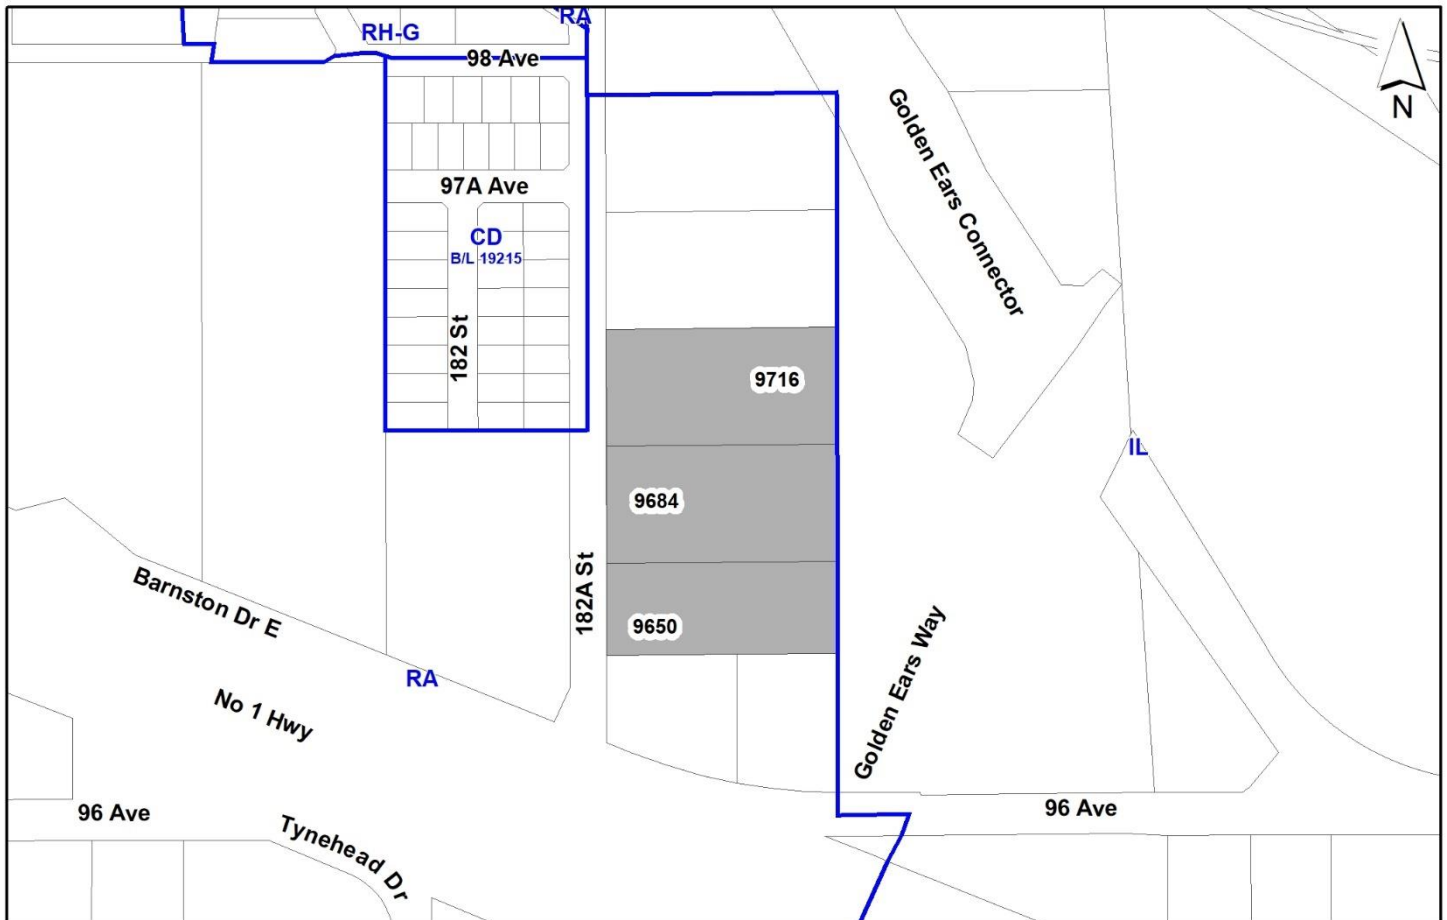 RA
RH-G
98 Ave
N
Golden Ears Connector
97A Ave
CD
B/L 19215
182 St
9716
IL
9684
182A St
Barnston Dr E
9650
Golden Ears Way
RA
No 1 Hwy
96 Ave
96 Ave
Tynehead Dr